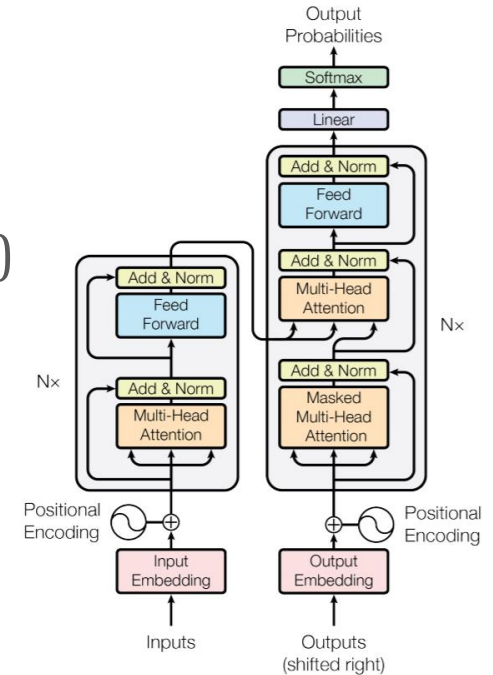 Output
Probabilities
Softmax
Linear
Add & Norm
Feed
Forward
Add & Norm
Multi-Head
Attention
Nx
Add & Norm
Masked
Multi-Head
Attention
Positional
Encoding
Output
Embedding
Outputs
(shifted right)
Add & Norm
Feed
Forward
Nx
Add & Norm
Multi-Head
Attention
Positional
Encoding
Input
Embedding
Inputs